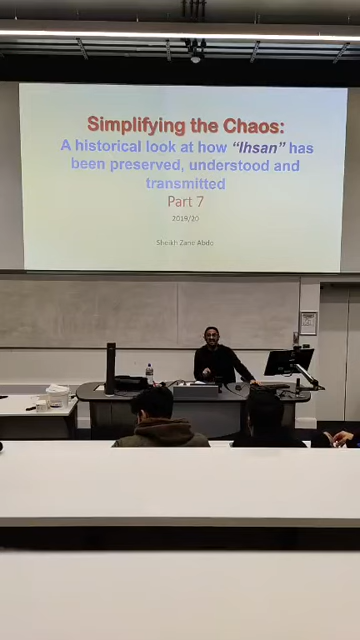 Simplifying the Chaos:
A historical look at how "Ihsan" has
been preserved, understood and
transmitted
Part 7
2019/20
Sheikh Zane Abdo